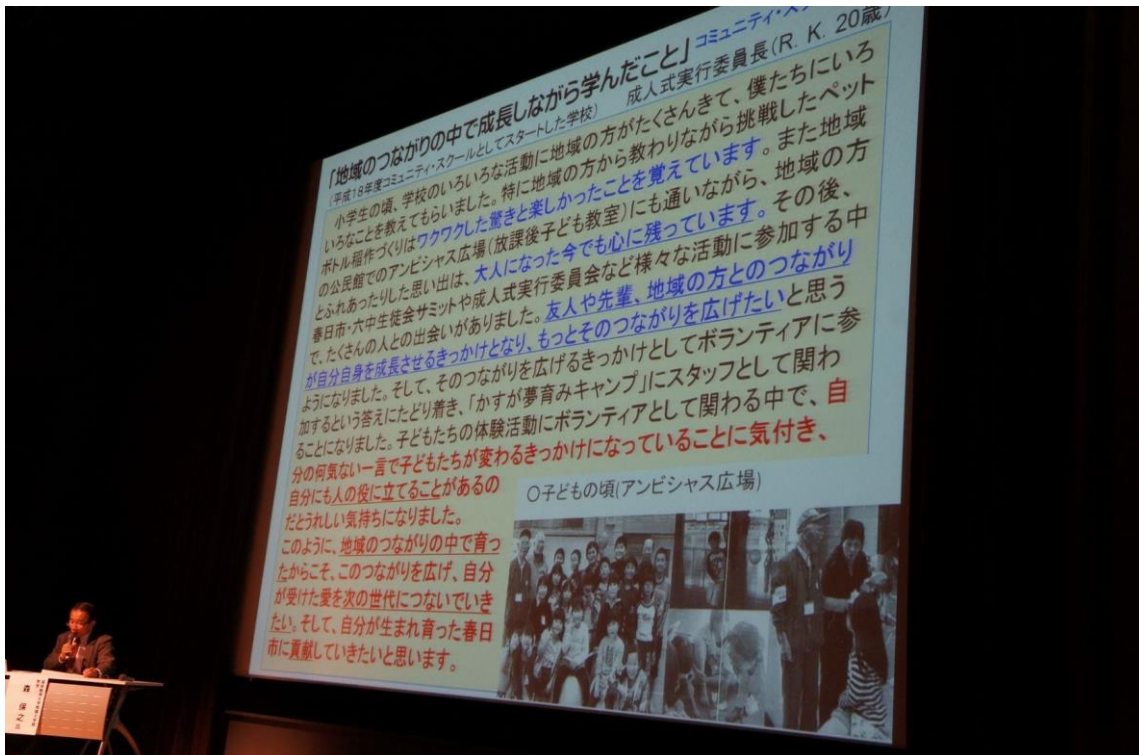 「地域のつながりの中で成長しながら学んだこと」コミュニティ・スク
(平成18年度コミュニティ・スクールとしてスタートした学校) 成人式実行委員長(R. K. 20歳)
小学生の頃、学校のいろいろな活動に地域の方がたくさんきて、僕たちにいろ
いろなことを教えてもらいました。特に地域の方から教わりながら挑戦したペット
ボトル稲作づくりはワクワクした驚きと楽しかったことを覚えています。また地域
の公民館でのアンビシャス広場(放課後子ども教室)にも通いながら、地域の方
とふれあったりした思い出は、大人になった今でも心に残っています。その後、
春日市・六中生徒会サミットや成人式実行委員会など様々な活動に参加する中
で、たくさんの人との出会いがありました。友人や先輩、地域の方とのつながり
が自分自身を成長させるきっかけとなり、もっとそのつながりを広げたいと思う
ようになりました。そして、そのつながりを広げるきっかけとしてボランティアに参
加するという答えにたどり着き、「かすが夢育みキャンプ」にスタッフとして関わ
ることになりました。子どもたちの体験活動にボランティアとして関わる中で、自
分の何気ない一言で子どもたちが変わるきっかけになっていることに気付き、
自分にも人の役に立てることがあるの
だとうれしい気持ちになりました。
このように、地域のつながりの中で育っ
たからこそ、このつながりを広げ、自分
が受けた愛を次の世代につないでいき
たい。そして、自分が生まれ育った春日
市に貢献していきたいと思います。
○子どもの頃(アンビシャス広場)
森 保之